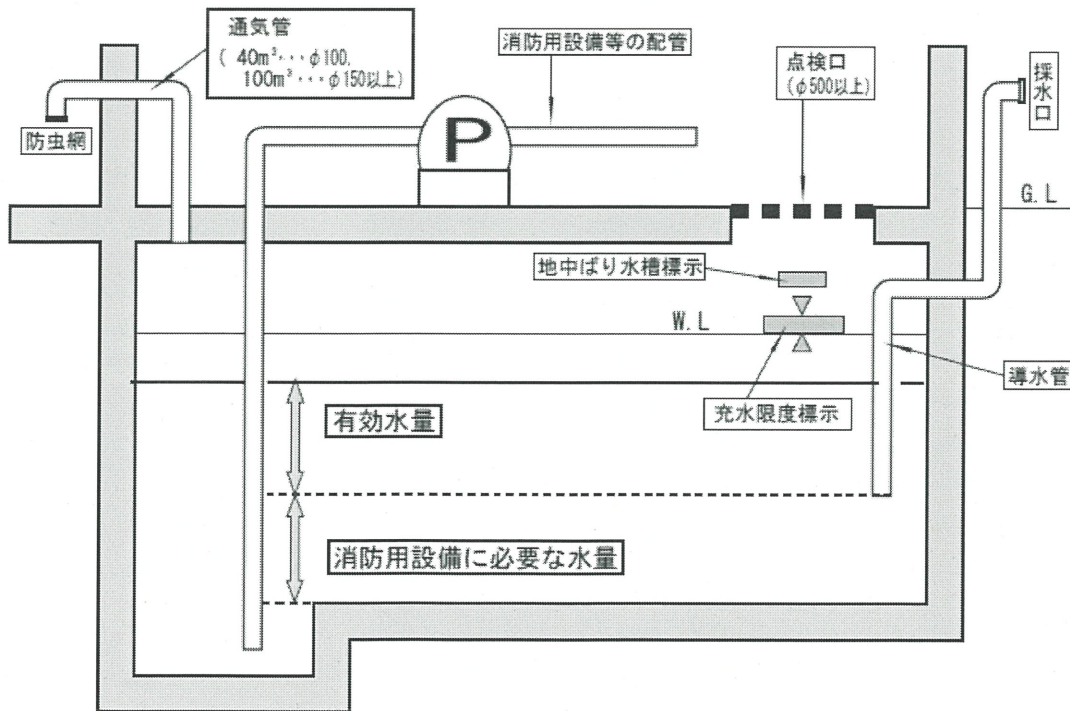 通気管
( 40m³・・・φ100.
100m³・・・φ150以上)
防虫網
消防用設備等の配管
点検口
(φ500以上)
採水口
P
G.L
地中ばり水槽標示
W.L
導水管
充水限度標示
有効水量
消防用設備に必要な水量